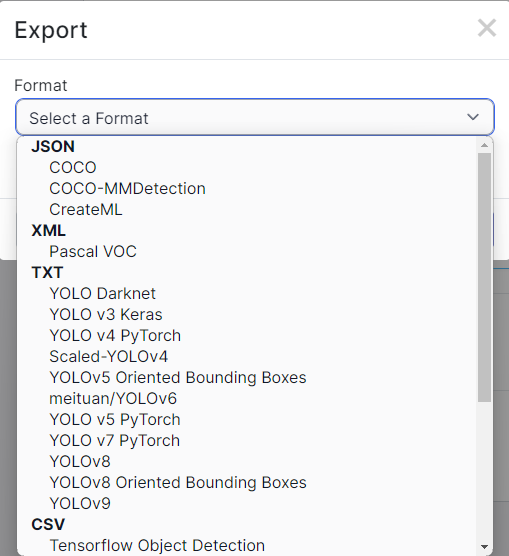 Export
Format
Select a Format
JSON
COCO
COCO-MMDetection
CreateML
XML
Pascal VOC
TXT
YOLO Darknet
YOLO v3 Keras
YOLO v4 PyTorch
Scaled-YOLOv4
YOLOv5 Oriented Bounding Boxes
meituan/YOLOv6
YOLO v5 PyTorch
YOLO v7 PyTorch
YOLOv8
YOLOv8 Oriented Bounding Boxes
YOLOv9
CSV
Tensorflow Object Detection